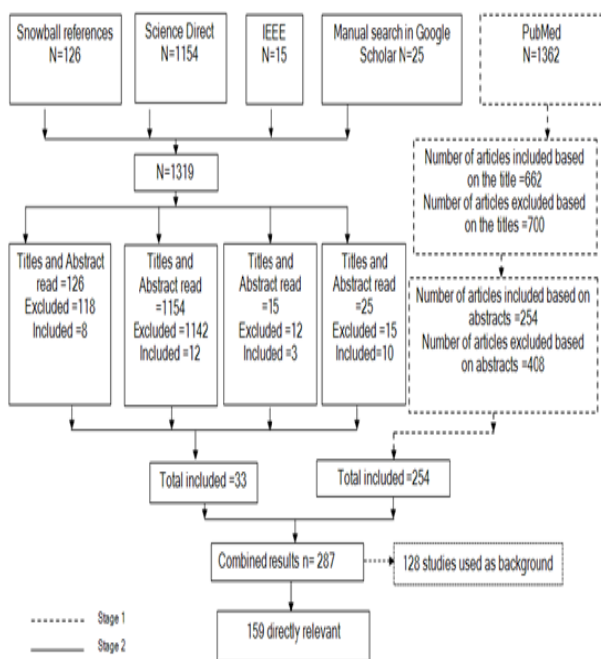 Snowball references
N=126
Science Direct
N=1154
IEEE
N=15
Manual search in Google
Scholar N=25
PubMed
N=1362
N=1319
Number of articles included based
on the title =662
Number of articles excluded based
on the titles =700
Titles and Abstract
read =126
Excluded =118
Included =8
Titles and
Abstract read
=1154
Excluded =1142
Included =12
Titles and
Abstract read
=15
Excluded =12
Included =3
Titles and
Abstract read
=25
Excluded =15
Included=10
Number of articles included based on
abstracts =254
Number of articles excluded based
on abstracts =408
Total included =33
Total included =254
Combined results n= 287
128 studies used as background
159 directly relevant
Stage 1
Stage 2